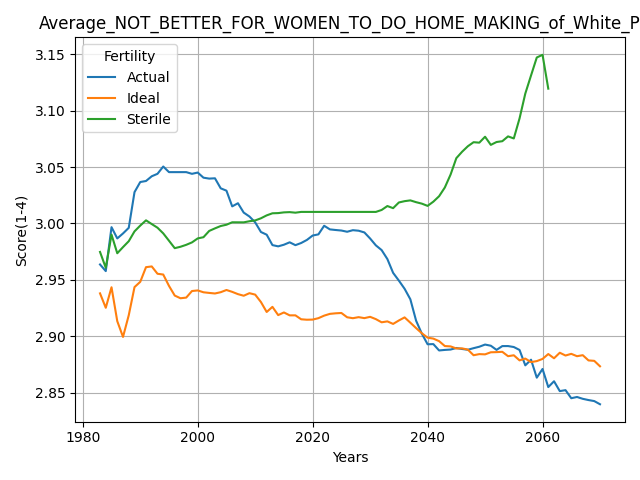 Average_NOT_BETTER_FOR_WOMEN_TO_DO_HOME_MAKING_of_White_P
Fertility
Actual
Ideal
Sterile
Score(1-4)
3.15
3.10
3.05
3.00
2.95
2.90
2.85
1980 2000 2020 2040 2060
Years